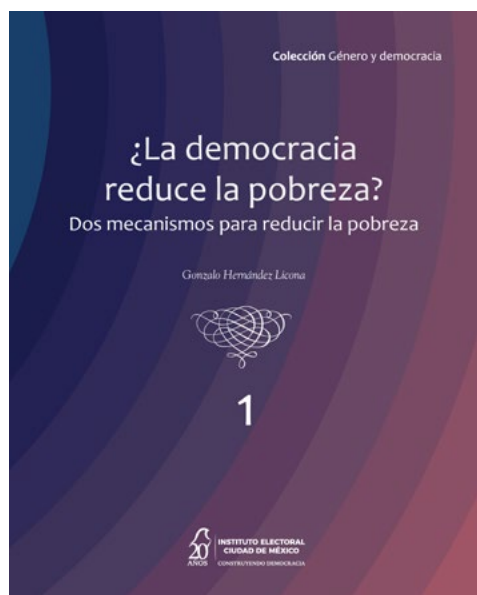 Colección Género y democracia
¿La democracia
reduce la pobreza?
Dos mecanismos para reducir la pobreza
Gonzalo Hernández Licona
1
20
AÑOS
INSTITUTO ELECTORAL
CIUDAD DE MÉXICO
CONSTRUYENDO DEMOCRACIA